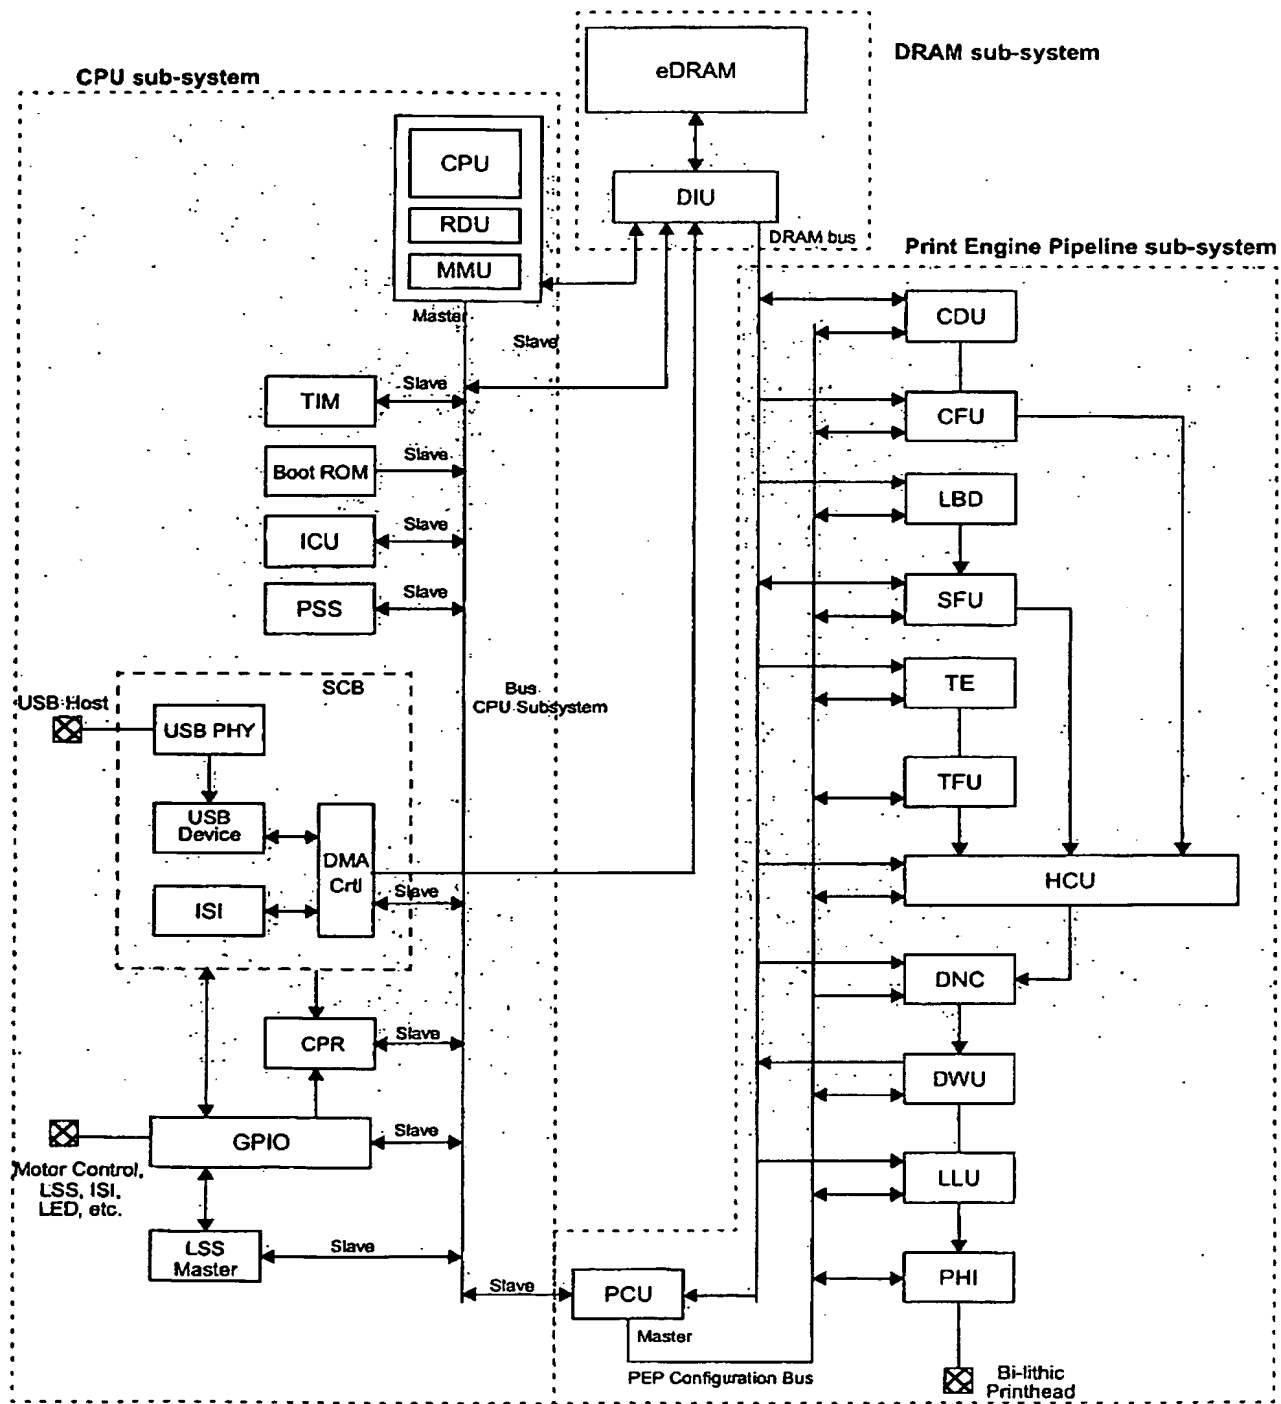 DRAM sub-system
eDRAM
CPU sub-system
CPU
DIU
RDU
DRAM bus
Print Engine Pipeline sub-system
MMU
CDU
Master
Slave
TIM
Slave
CFU
Boot ROM
Slave
LBD
ICU
Slave
PSS
Slave
SFU
SCB
TE
USB Host
Bus
CPU Subsystem
USB PHY
TFU
USB
Device
DMA
Crtl
HCU
Slave
ISI
DNC
CPR
Slave
DWU
GPIO
Slave
Motor Control,
LSS, ISI,
LED, etc.
LLU
LSS
Master
Slave
PHI
Slave
PCU
Master
PEP Configuration Bus
Bi-lithic
Printhead